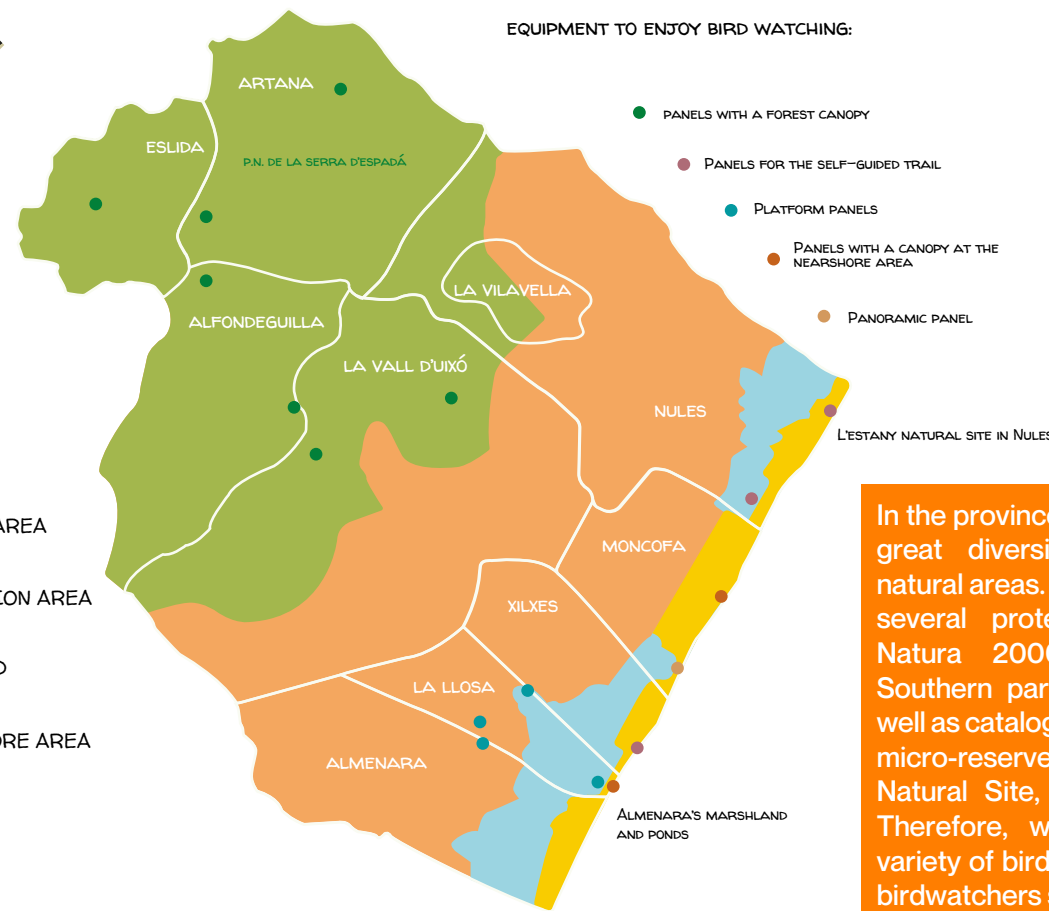 EQUIPMENT TO ENJOY BIRD WATCHING:
PANELS WITH A FOREST CANOPY
PANELS FOR THE SELF-GUIDED TRAIL
PLATFORM PANELS
PANELS WITH A CANOPY AT THE
NEARSHORE AREA
PANORAMIC PANEL
ARTANA
ESLIDA
P.N. DE LA SERRA D'ESPADÁ
LA VILAVELLA
ALFONDEGUILLA
LA VALL D'UIXÓ
NULES
L'ESTANY NATURAL SITE IN NULES
MONCOFA
XILXES
LA LLOSA
ALMENARA
ALMENARA'S MARSHLAND
AND PONDS
AREA
ION AREA
ORE AREA
In the province
great diversi
natural areas.
several prote
Natura 200
Southern par
well as catalog
micro-reserve
Natural Site,
Therefore, w
variety of bird
birdwatchers s